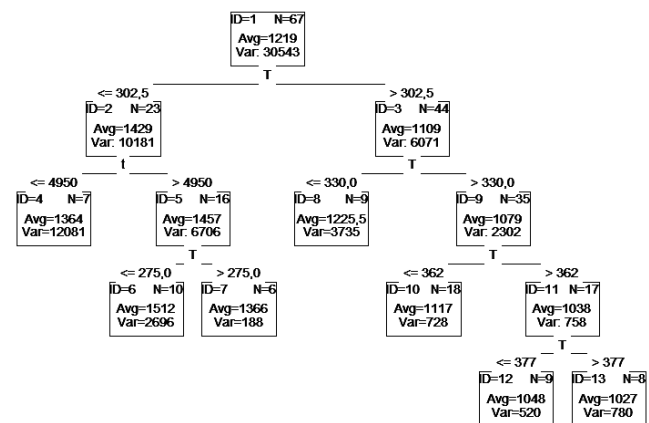 ID=1 N=67
Avg=1219
Var: 30543
T
<= 302,5 > 302,5
ID=2 N=23 ID=3 N=44
Avg=1429 Avg=1109
Var: 10181 Var: 6071
t T
<= 4950 > 4950 <= 330,0 > 330,0
ID=4 N=7 ID=5 N=16 ID=8 N=9 ID=9 N=35
Avg=1364 Avg=1457 Avg=1225,5 Avg=1079
Var=12081 Var: 6706 Var=3735 Var: 2302
T T
<= 275,0 > 275,0 <= 362 > 362
ID=6 N=10 ID=7 N=6 ID=10 N=18 ID=11 N=17
Avg=1512 Avg=1366 Avg=1117 Avg=1038
Var=2696 Var=188 Var=728 Var: 758
T
<= 377 > 377
ID=12 N=9 ID=13 N=8
Avg=1048 Avg=1027
Var=520 Var=780